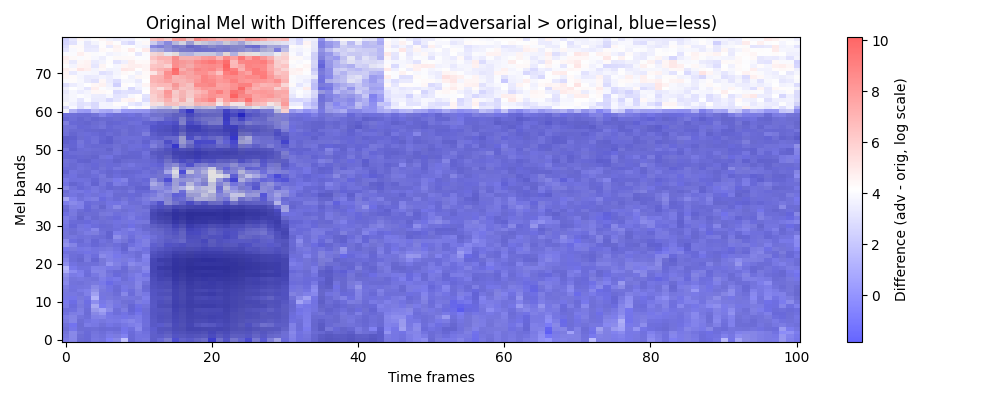 Original Mel with Differences (red=adversarial > original, blue=less)
Mel bands
70
60
50
40
30
20
10
0
0 20 40 60 80 100
Time frames
10
8
6
4
2
0
Difference (adv - orig, log scale)